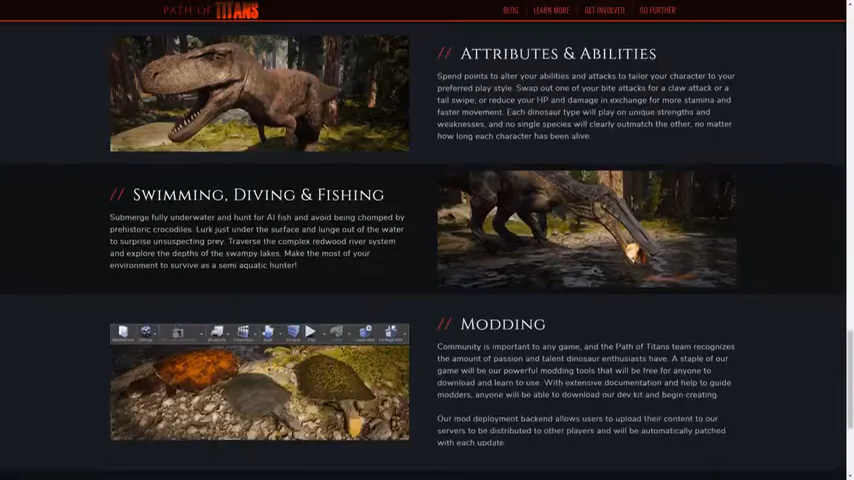 PATH OF TITANS
BLOG
LEARN MORE
GET INVOLVED
GO FURTHER
// ATTRIBUTES & ABILITIES
Spend points to alter your abilities and attacks to tailor your character to your
preferred play style. Swap out one of your bite attacks for a claw attack or a
tail swipe, or reduce your HP and damage in exchange for more stamina and
faster movement. Each dinosaur type will play on unique strengths and
weaknesses, and no single species will clearly outmatch the other, no matter
how long each character has been alive.
// SWIMMING, DIVING & FISHING
Submerge fully underwater and hunt for AI fish and avoid being chomped by
prehistoric crocodiles. Lurk just under the surface and lunge out of the water
to surprise unsuspecting prey. Traverse the complex redwood river system
and explore the depths of the swampy lakes. Make the most of your
environment to survive as a semi aquatic hunter!
// MODDING
Community is important to any game, and the Path of Titans team recognizes
the amount of passion and talent dinosaur enthusiasts have. A staple of our
game will be our powerful modding tools that will be free for anyone to
download and learn to use. With extensive documentation and help to guide
modders, anyone will be able to download our dev kit and begin creating.
Our mod deployment backend allows users to upload their content to our
servers to be distributed to other players and will be automatically patched
with each update.